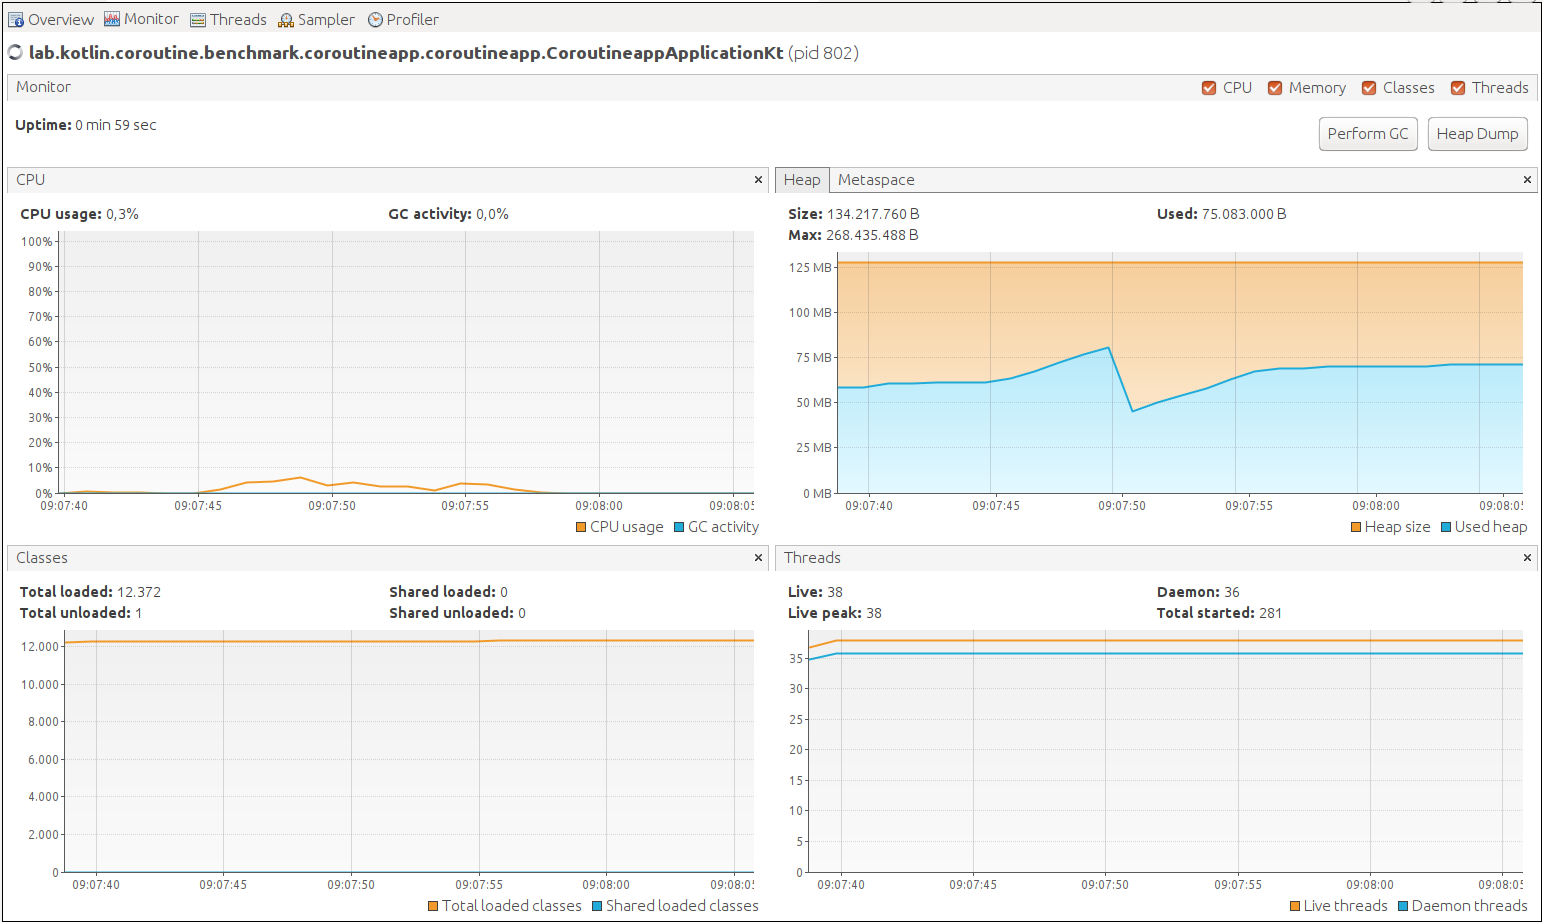 Overview Monitor Threads Sampler Profiler
lab.kotlin.coroutine.benchmark.coroutineapp.coroutineapp.CoroutineappApplicationKt (pid 802)
Monitor
CPU Memory Classes Threads
Uptime: 0 min 59 sec
Perform GC Heap Dump
CPU
CPU usage: 0,3% GC activity: 0,0%
100%
90%
80%
70%
60%
50%
40%
30%
20%
10%
0%
09:07:40 09:07:45 09:07:50 09:07:55 09:08:00 09:08:05
CPU usage GC activity
Heap Metaspace
Size: 134.217.760 B Used: 75.083.000 B
Max: 268.435.488 B
125 MB
100 MB
75 MB
50 MB
25 MB
0 MB
09:07:40 09:07:45 09:07:50 09:07:55 09:08:00 09:08:05
Heap size Used heap
Classes
Total loaded: 12.372 Shared loaded: 0
Total unloaded: 1 Shared unloaded: 0
12.000
10.000
8.000
6.000
4.000
2.000
0
09:07:40 09:07:45 09:07:50 09:07:55 09:08:00 09:08:05
Total loaded classes Shared loaded classes
Threads
Live: 38 Daemon: 36
Live peak: 38 Total started: 281
35
30
25
20
15
10
5
0
09:07:40 09:07:45 09:07:50 09:07:55 09:08:00 09:08:05
Live threads Daemon threads